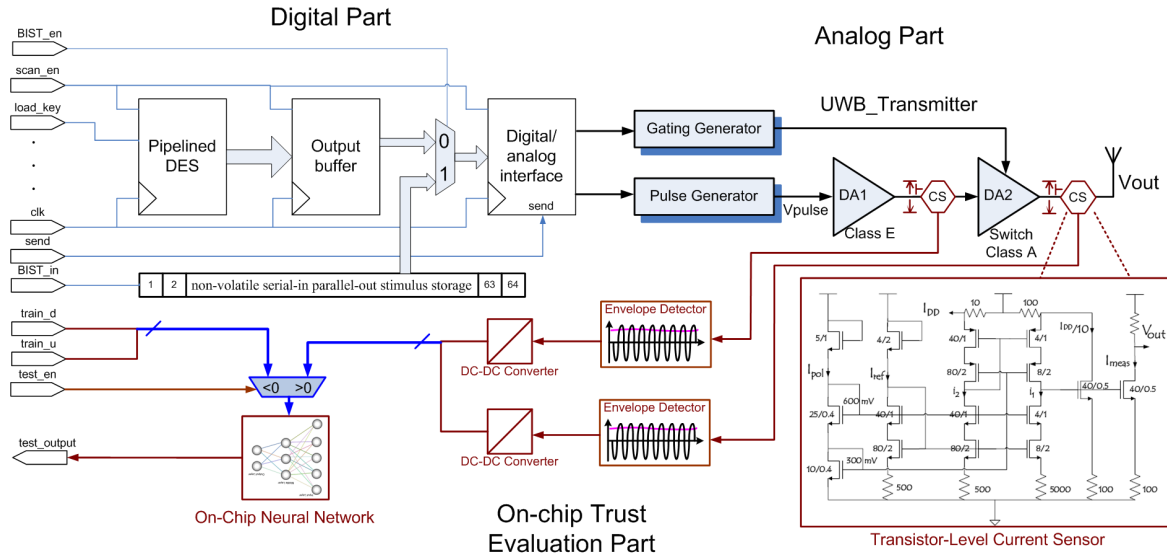 Digital Part
Analog Part
BIST_en
scan_en
load_key
clk
send
BIST_in
train_d
train_u
test_en
test_output
Pipelined
DES
Output
buffer
0
1
Digital/
analog
interface
send
1
2
non-volatile serial-in parallel-out stimulus storage
63
64
UWB_Transmitter
Gating Generator
Pulse Generator
Vpulse
DA1
Class E
CS
DA2
Switch
Class A
CS
Vout
Envelope Detector
DC-DC Converter
Envelope Detector
DC-DC Converter
<0 >0
On-Chip Neural Network
On-chip Trust
Evaluation Part
10
100
IDD
5/1
4/2
40/1
4/1
IDD/10
Vout
Ipol
Iref
80/2
8/2
Imeas
i2
i1
40/0.5
40/0.5
600 mV
25/0.4
40/1
40/1
4/1
300 mV
80/2
80/2
8/2
10/0.4
500
500
5000
100
100
Transistor-Level Current Sensor